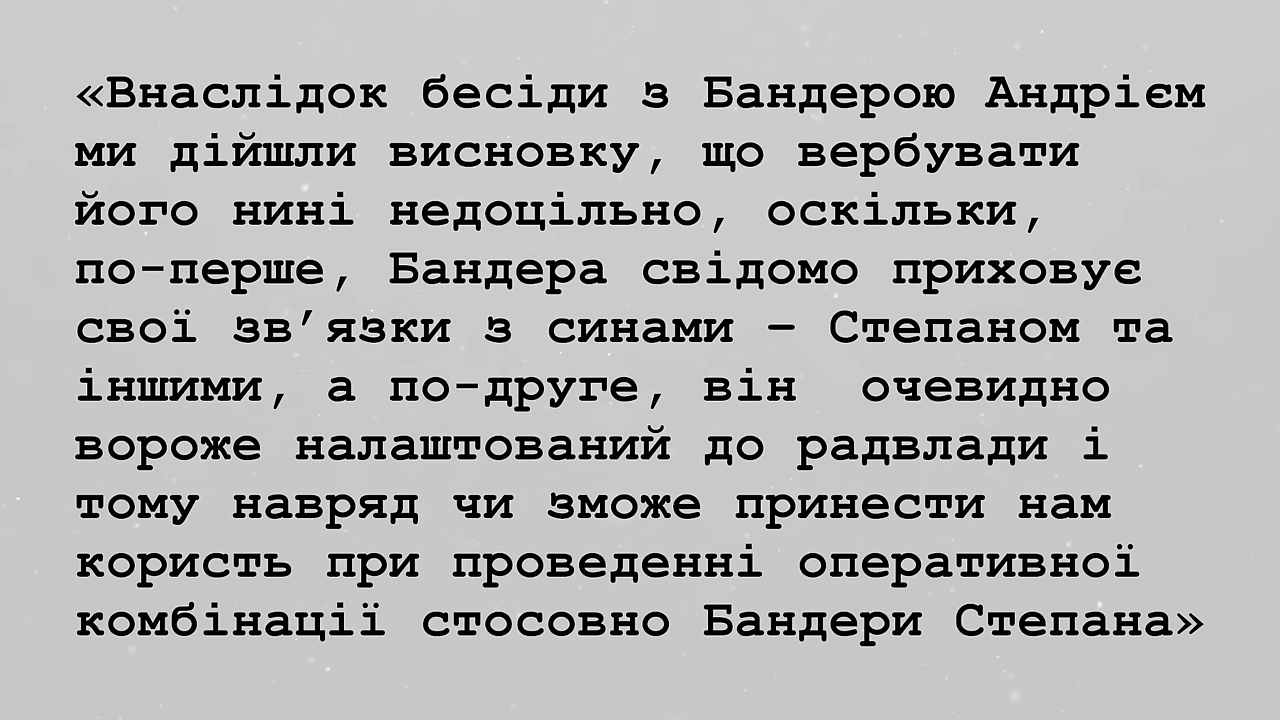 «Внаслідок бесіди з Бандерою Андрієм
ми дійшли висновку, що вербувати
його нині недоцільно, оскільки,
по-перше, Бандера свідомо приховує
свої зв’язки з синами – Степаном та
іншими, а по-друге, він  очевидно
вороже налаштований до радвлади і
тому навряд чи зможе принести нам
користь при проведенні оперативної
комбінації стосовно Бандери Степана»